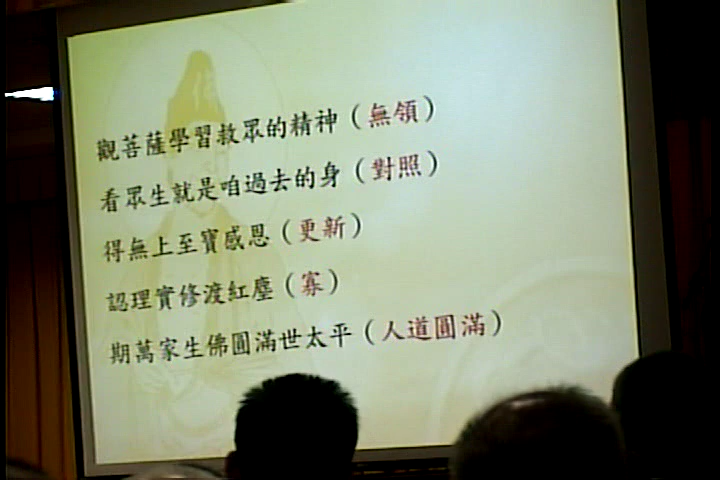 觀菩薩學習救眾的精神（無領）
看眾生就是咱過去的身（對照）
得無上至寶感恩（更新）
認理實修渡紅塵（寡）
期萬家生佛圓滿世太平（人道圓滿）